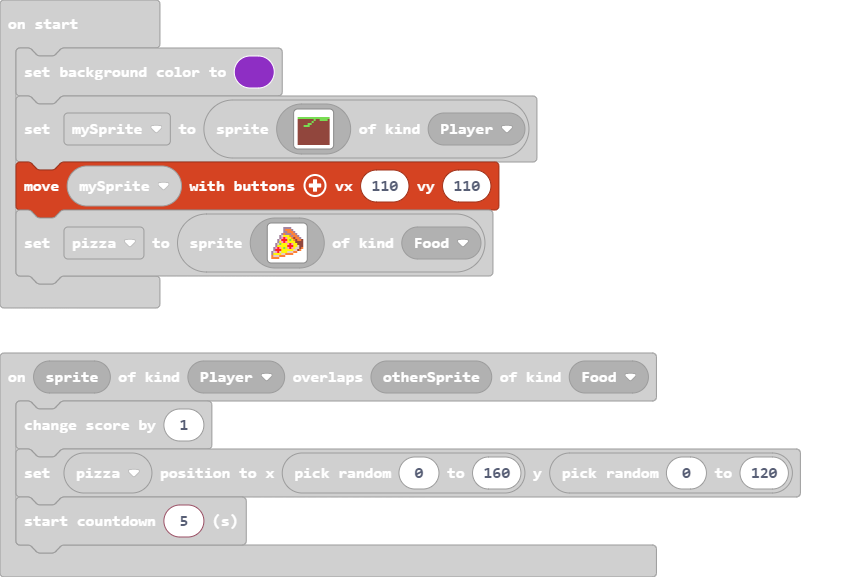 on start
set background color to
set mySprite to sprite of kind Player
move mySprite with buttons vx 110 vy 110
set pizza to sprite of kind Food
on sprite of kind Player overlaps otherSprite of kind Food
change score by 1
set pizza position to x pick random 0 to 160 y pick random 0 to 120
start countdown 5 (s)